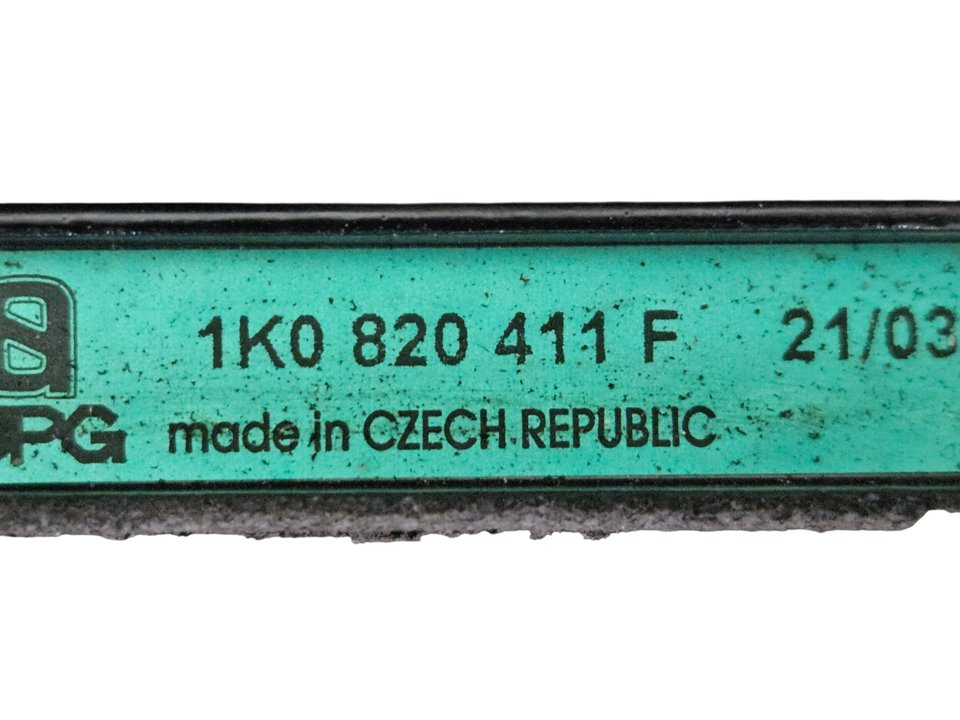 1K0 820 411 F 21/03
made in CZECH REPUBLIC